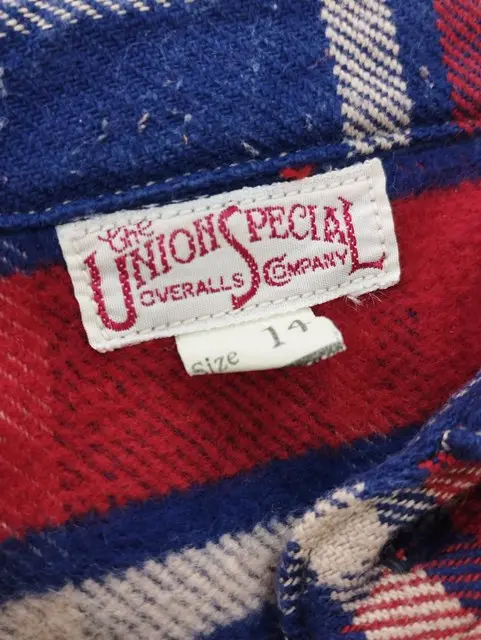 The
UNION SPECIAL
OVERALLS COMPANY
Size 14